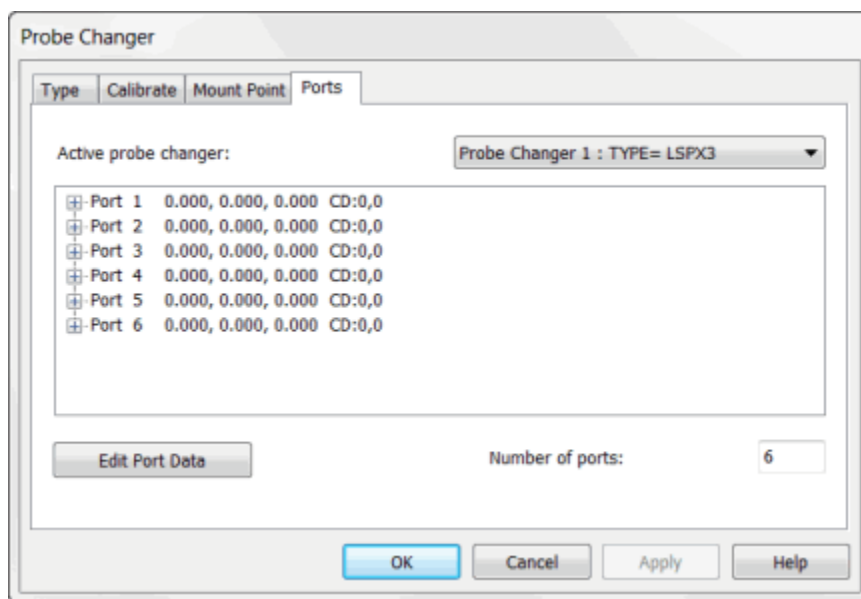 Probe Changer
Type Calibrate Mount Point Ports
Active probe changer: Probe Changer 1 : TYPE= LSPX3
Port 1 0.000, 0.000, 0.000 CD:0,0
Port 2 0.000, 0.000, 0.000 CD:0,0
Port 3 0.000, 0.000, 0.000 CD:0,0
Port 4 0.000, 0.000, 0.000 CD:0,0
Port 5 0.000, 0.000, 0.000 CD:0,0
Port 6 0.000, 0.000, 0.000 CD:0,0
Edit Port Data Number of ports: 6
OK Cancel Apply Help